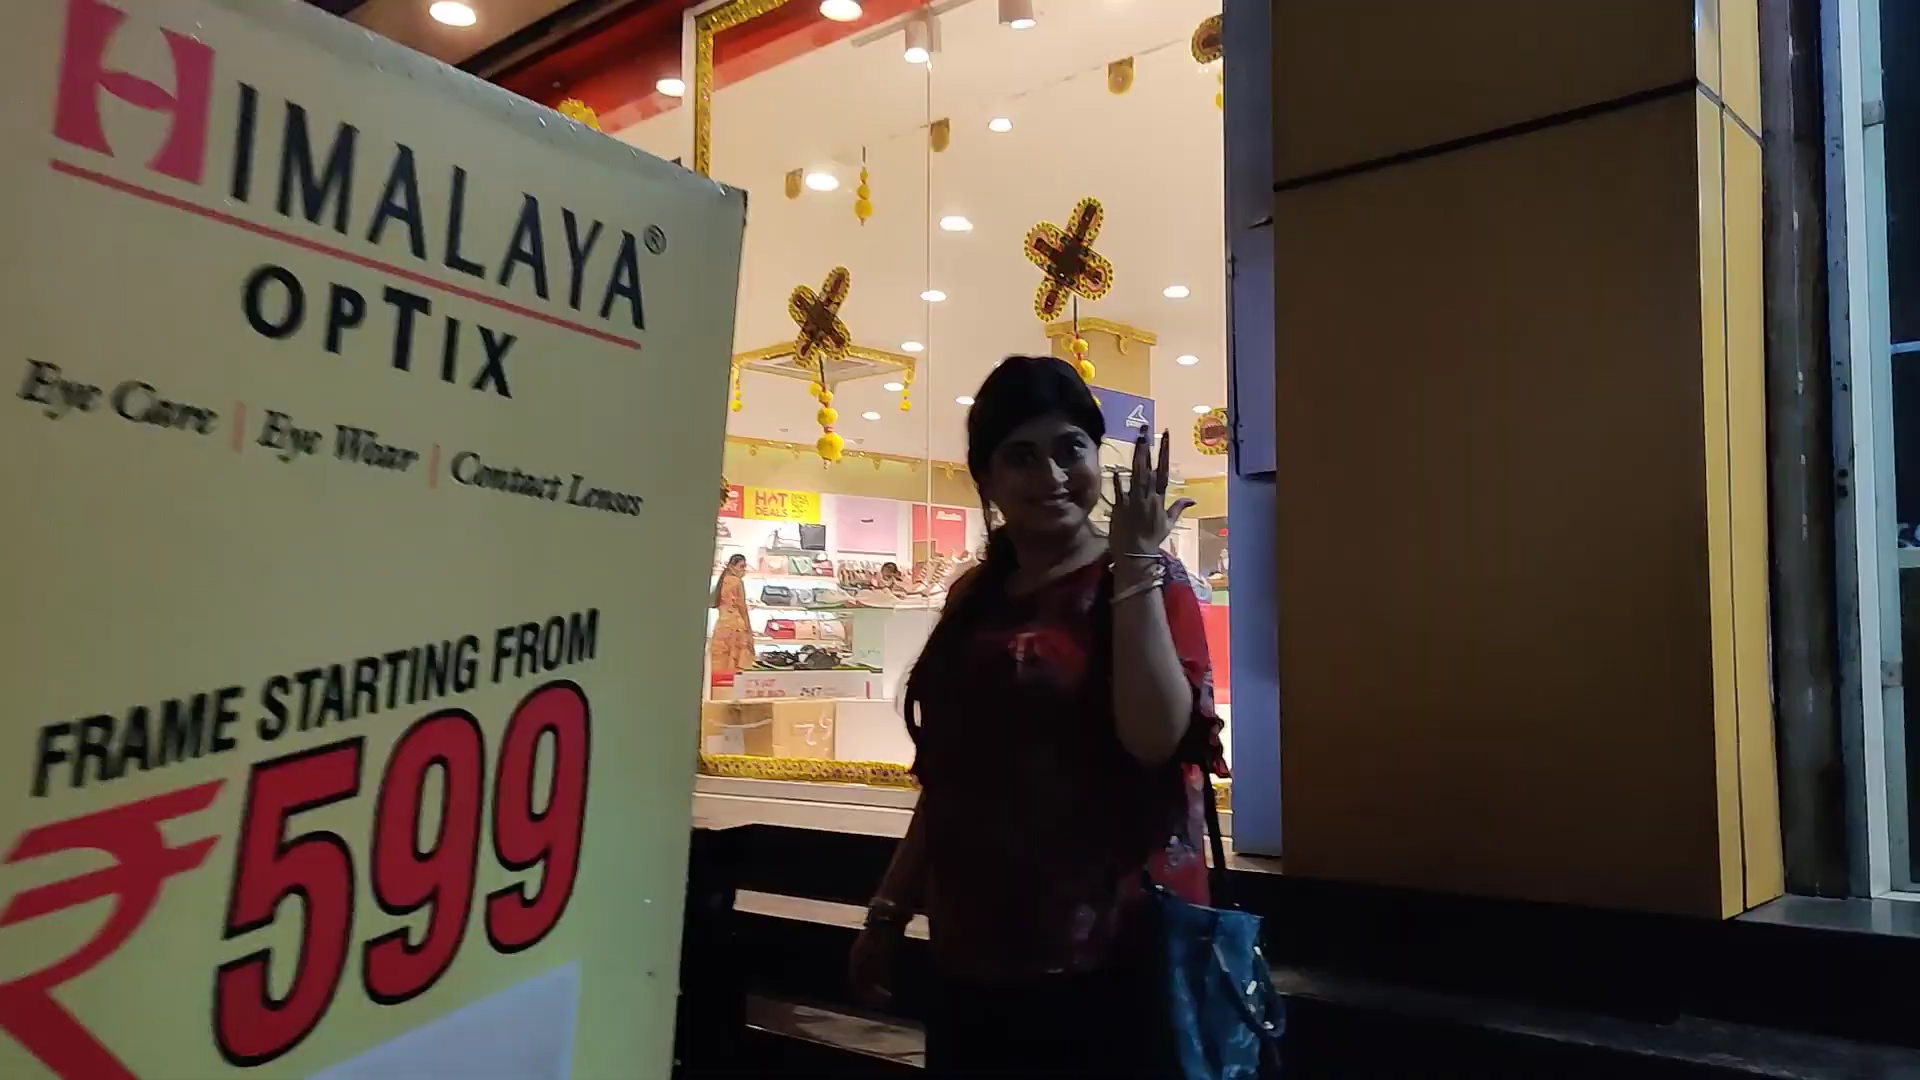 HIMALAYA®
OPTIX
Eye Care | Eye Wear | Contact Lenses
FRAME STARTING FROM
₹599
HOT
DEALS